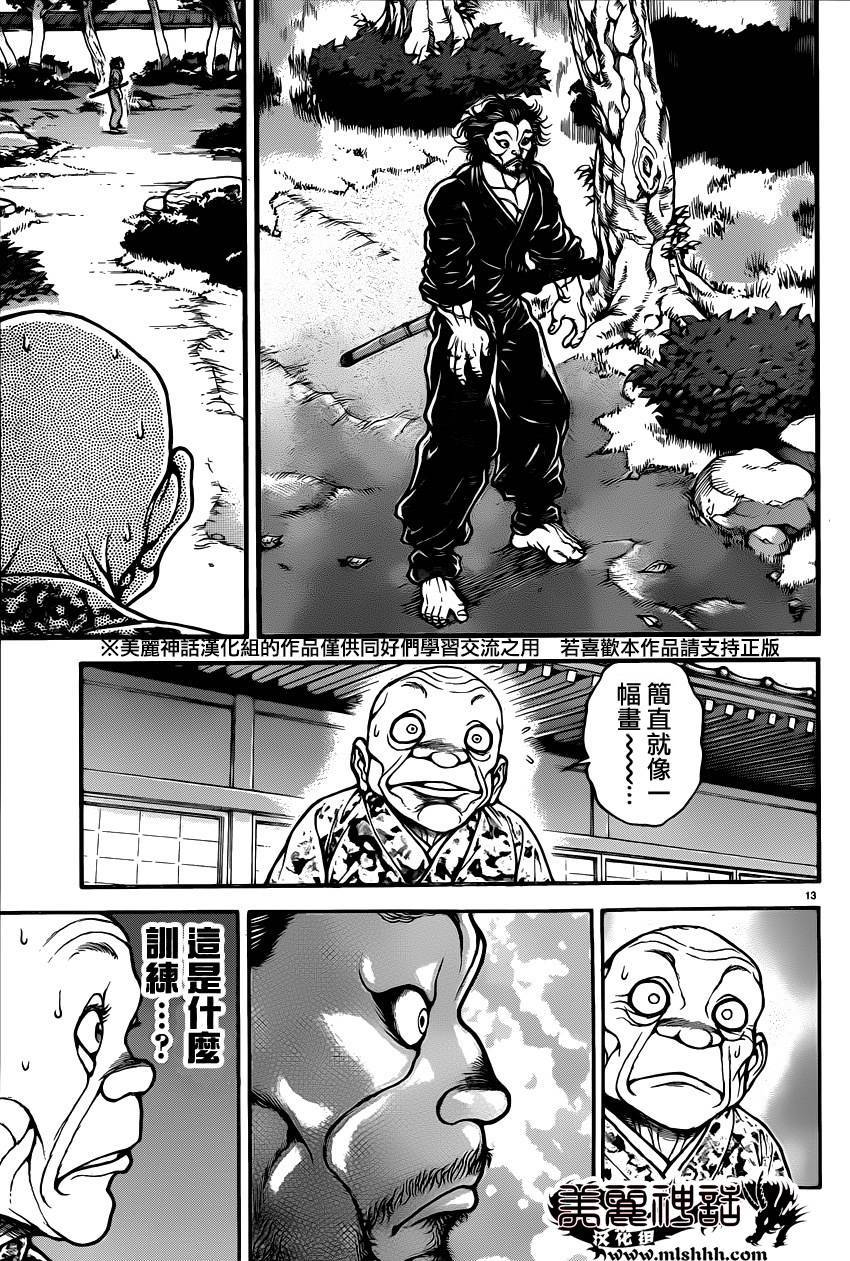 ※美麗神話漢化組的作品僅供同好們學習交流之用　若喜歡本作品請支持正版
簡直就像一
幅畫~~~~……
13
這是什麼
訓練…?
美麗神話
汉化组
www.mlshhh.com